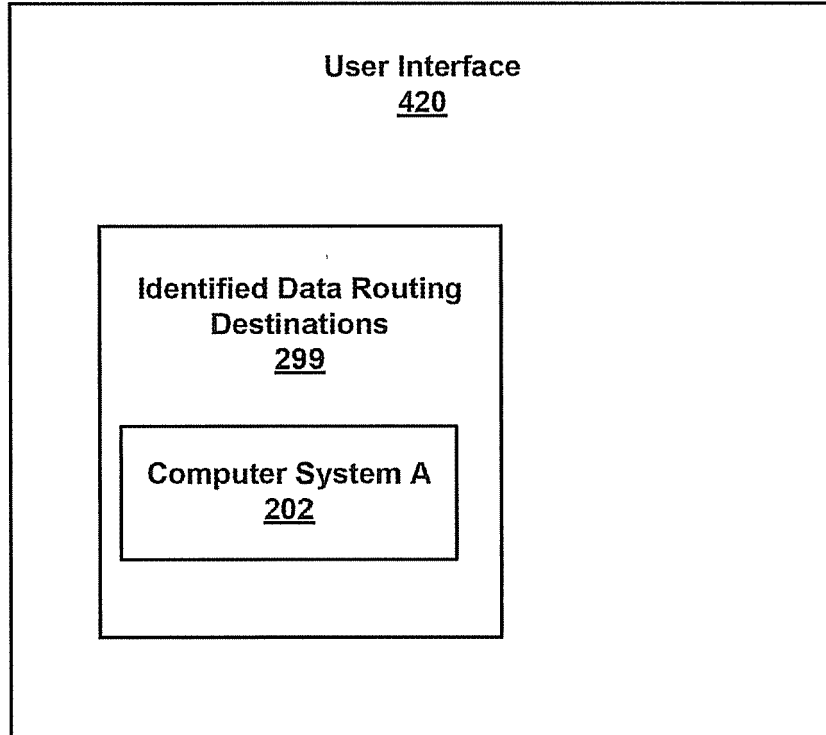 User Interface
420
Identified Data Routing
Destinations
299
Computer System A
202